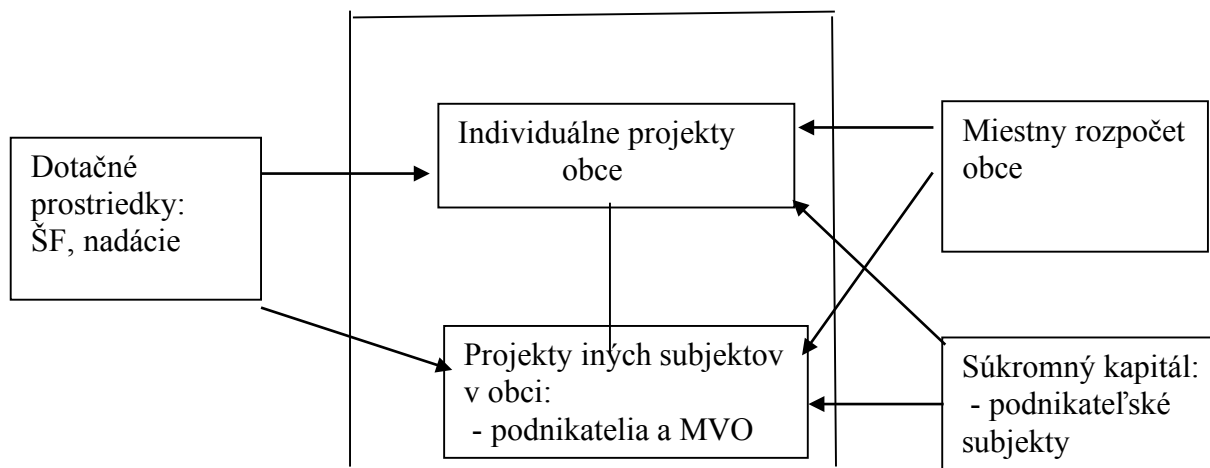 Dotačné
prostriedky:
ŠF, nadácie
Individuálne projekty
obce
Projekty iných subjektov
v obci:
- podnikatelia a MVO
Miestny rozpočet
obce
Súkromný kapitál:
- podnikateľské
subjekty